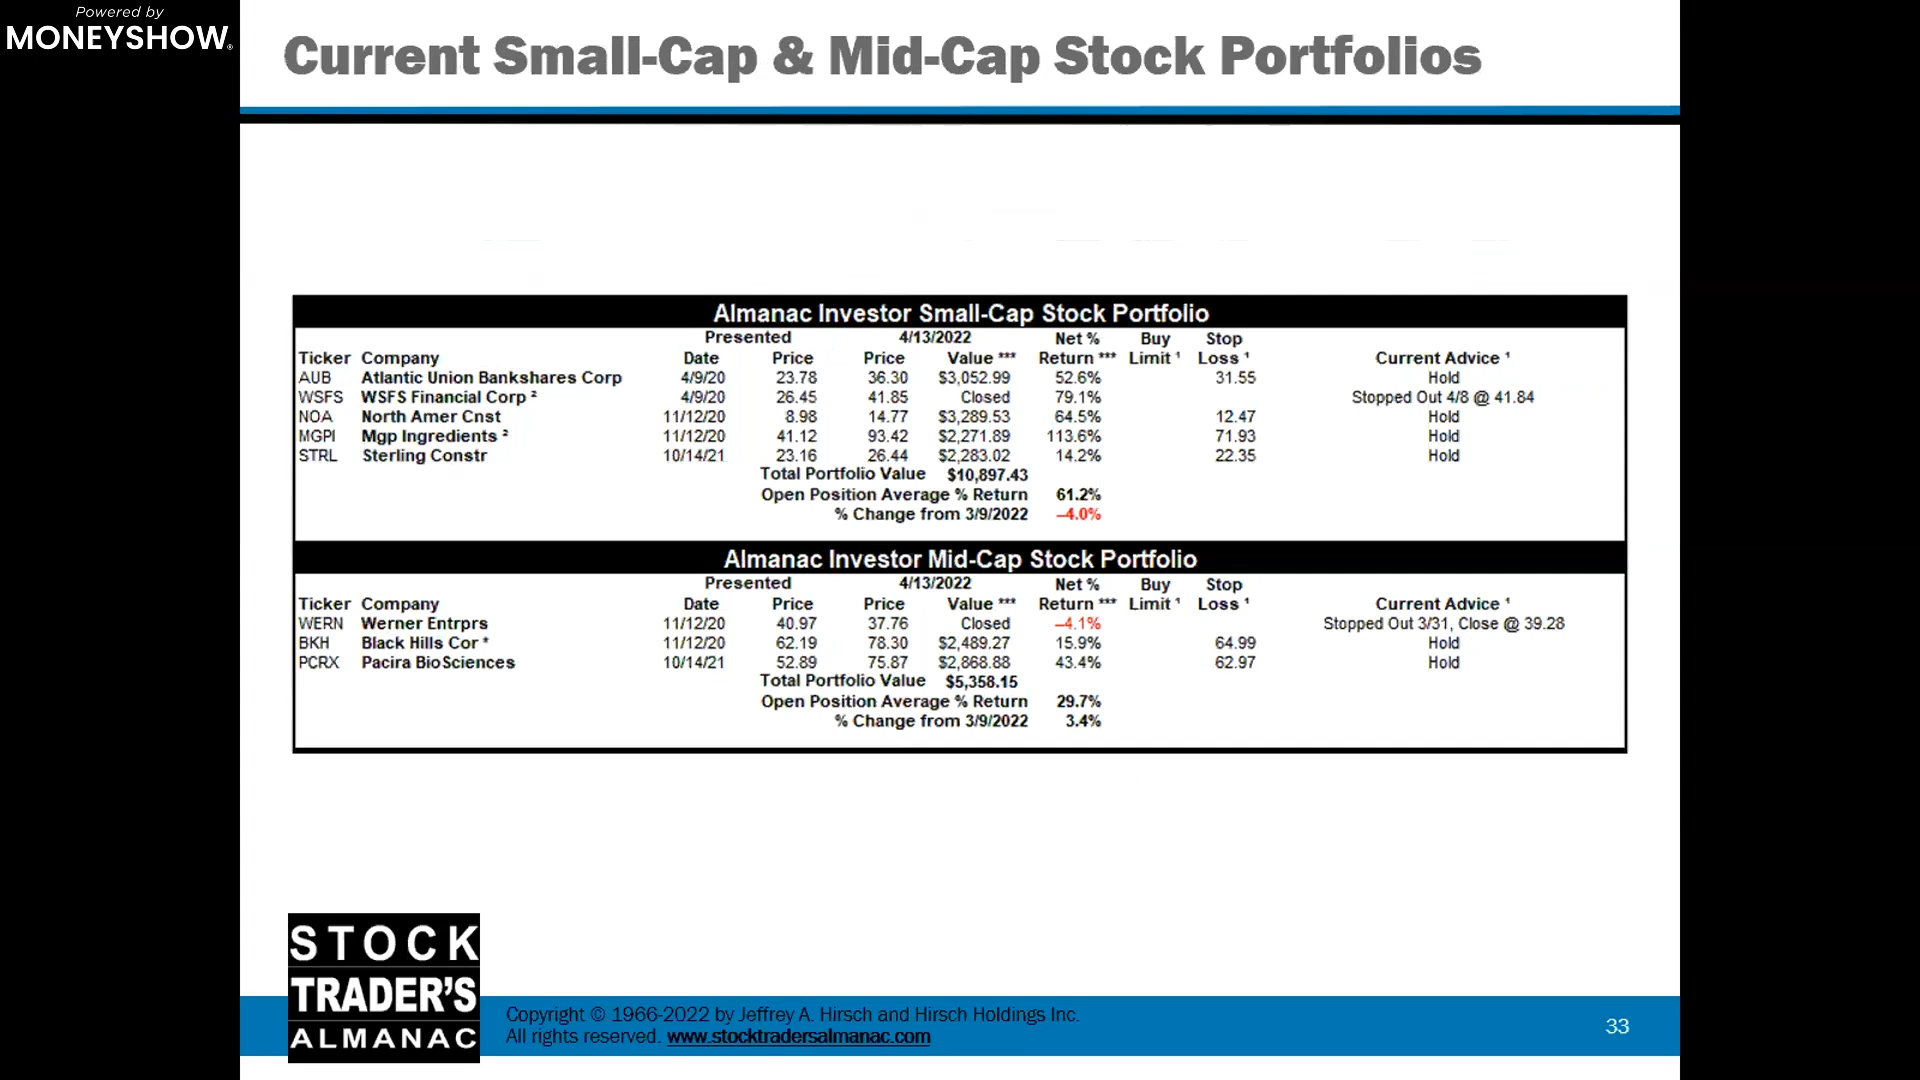 Powered by
MONEYSHOW®
Current Small-Cap & Mid-Cap Stock Portfolios
Almanac Investor Small-Cap Stock Portfolio
Presented 4/13/2022 Net % Buy Stop
Ticker Company Date Price Price Value *** Return *** Limit ¹ Loss ¹ Current Advice ¹
AUB Atlantic Union Bankshares Corp 4/9/20 23.78 36.30 $3,052.99 52.6% 31.55 Hold
WSFS WSFS Financial Corp ² 4/9/20 26.45 41.85 Closed 79.1% Stopped Out 4/8 @ 41.84
NOA North Amer Cnst 11/12/20 8.98 14.77 $3,289.53 64.5% 12.47 Hold
MGPI Mgp Ingredients ² 11/12/20 41.12 93.42 $2,271.89 113.6% 71.93 Hold
STRL Sterling Constr 10/14/21 23.16 26.44 $2,283.02 14.2% 22.35 Hold
Total Portfolio Value $10,897.43
Open Position Average % Return 61.2%
% Change from 3/9/2022 –4.0%
Almanac Investor Mid-Cap Stock Portfolio
Presented 4/13/2022 Net % Buy Stop
Ticker Company Date Price Price Value *** Return *** Limit ¹ Loss ¹ Current Advice ¹
WERN Werner Entrprs 11/12/20 40.97 37.76 Closed –4.1% Stopped Out 3/31, Close @ 39.28
BKH Black Hills Cor * 11/12/20 62.19 78.30 $2,489.27 15.9% 64.99 Hold
PCRX Pacira BioSciences 10/14/21 52.89 75.87 $2,868.88 43.4% 62.97 Hold
Total Portfolio Value $5,358.15
Open Position Average % Return 29.7%
% Change from 3/9/2022 3.4%
STOCK
TRADER'S
ALMANAC
Copyright © 1966-2022 by Jeffrey A. Hirsch and Hirsch Holdings Inc.
All rights reserved. www.stocktradersalmanac.com
33